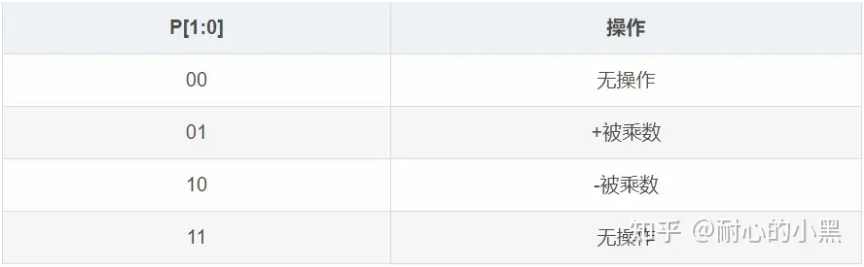 P[1:0] 操作
00 无操作
01 +被乘数
10 -被乘数
11 无操作
知乎 @耐心的小黑